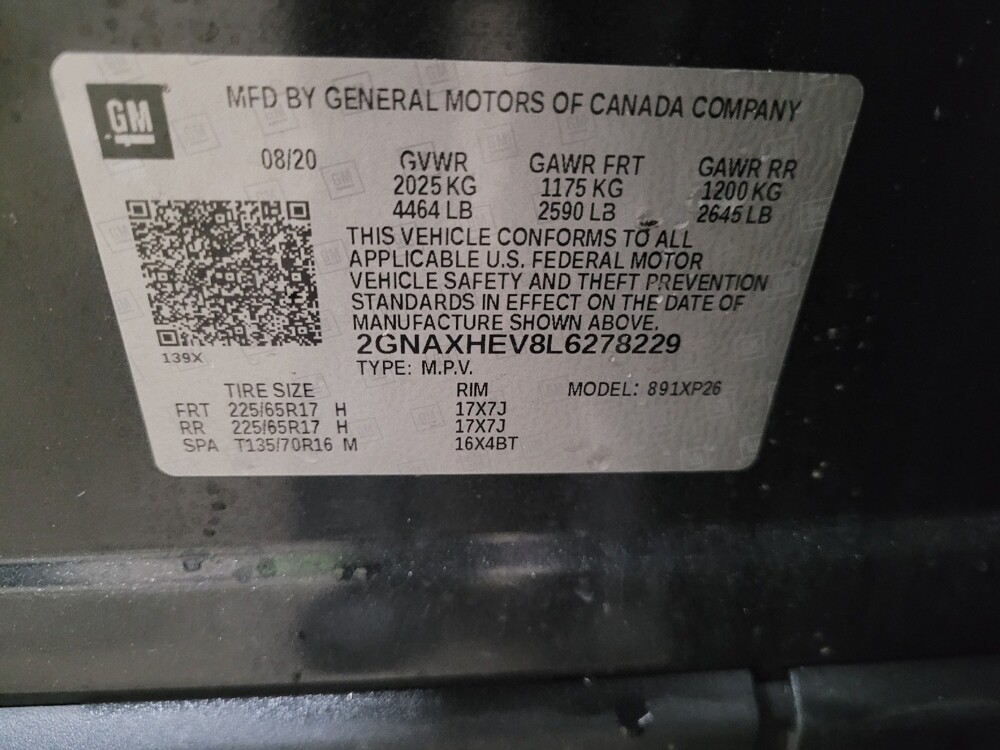 GM
MFD BY GENERAL MOTORS OF CANADA COMPANY
08/20 GVWR GAWR FRT GAWR RR
2025 KG 1175 KG 1200 KG
4464 LB 2590 LB 2645 LB
THIS VEHICLE CONFORMS TO ALL
APPLICABLE U.S. FEDERAL MOTOR
VEHICLE SAFETY AND THEFT PREVENTION
STANDARDS IN EFFECT ON THE DATE OF
MANUFACTURE SHOWN ABOVE.
2GNAXHEV8L6278229
139X
TYPE: M.P.V.
TIRE SIZE RIM MODEL: 891XP26
FRT 225/65R17 H 17X7J
RR 225/65R17 H 17X7J
SPA T135/70R16 M 16X4BT